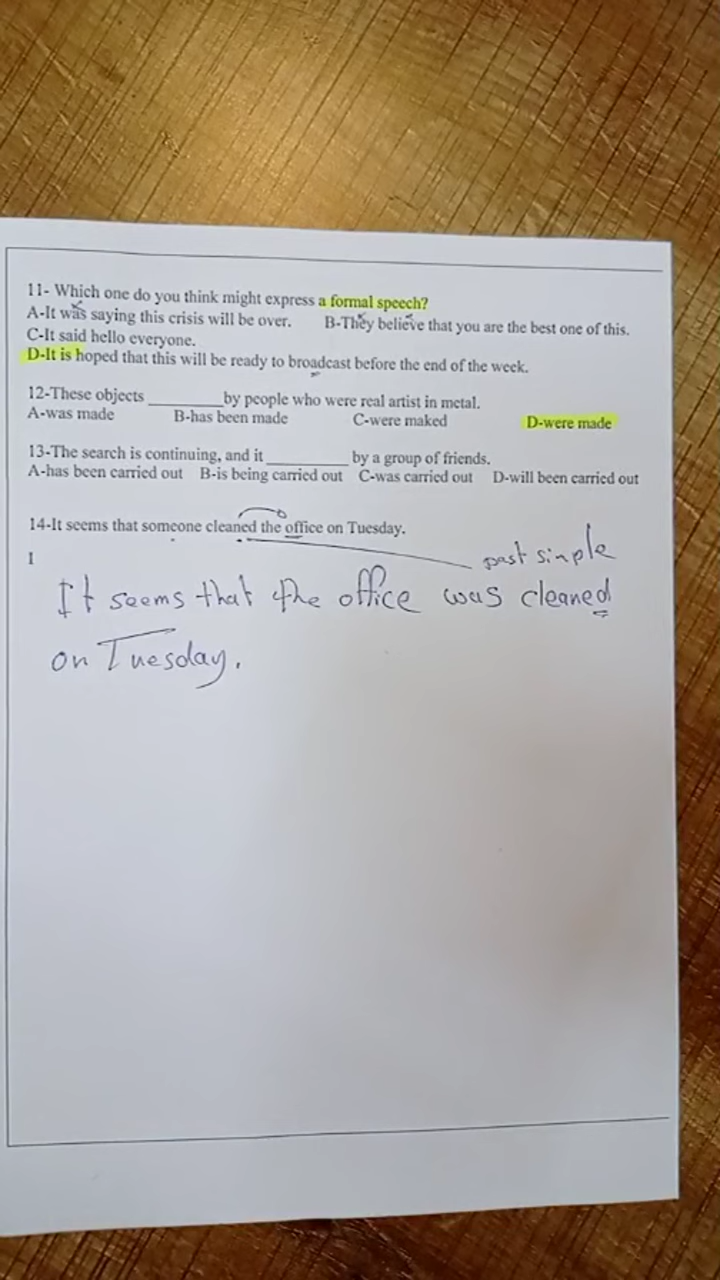 11- Which one do you think might express a formal speech?
A-It was saying this crisis will be over. B-They believe that you are the best one of this.
C-It said hello everyone.
D-It is hoped that this will be ready to broadcast before the end of the week.
12-These objects ________by people who were real artist in metal.
A-was made B-has been made C-were maked D-were made
13-The search is continuing, and it _________ by a group of friends.
A-has been carried out B-is being carried out C-was carried out D-will been carried out
14-It seems that someone cleaned the office on Tuesday.
past simple
I
It seems that the office was cleaned
on Tuesday.